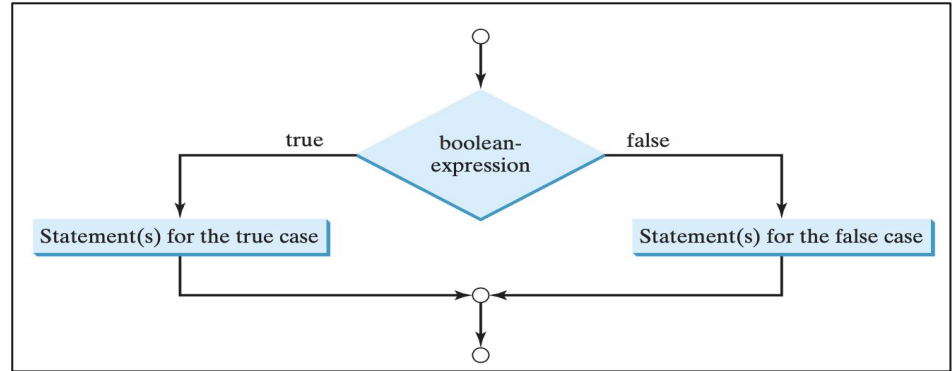 true
boolean-
expression
false
Statement(s) for the true case
Statement(s) for the false case